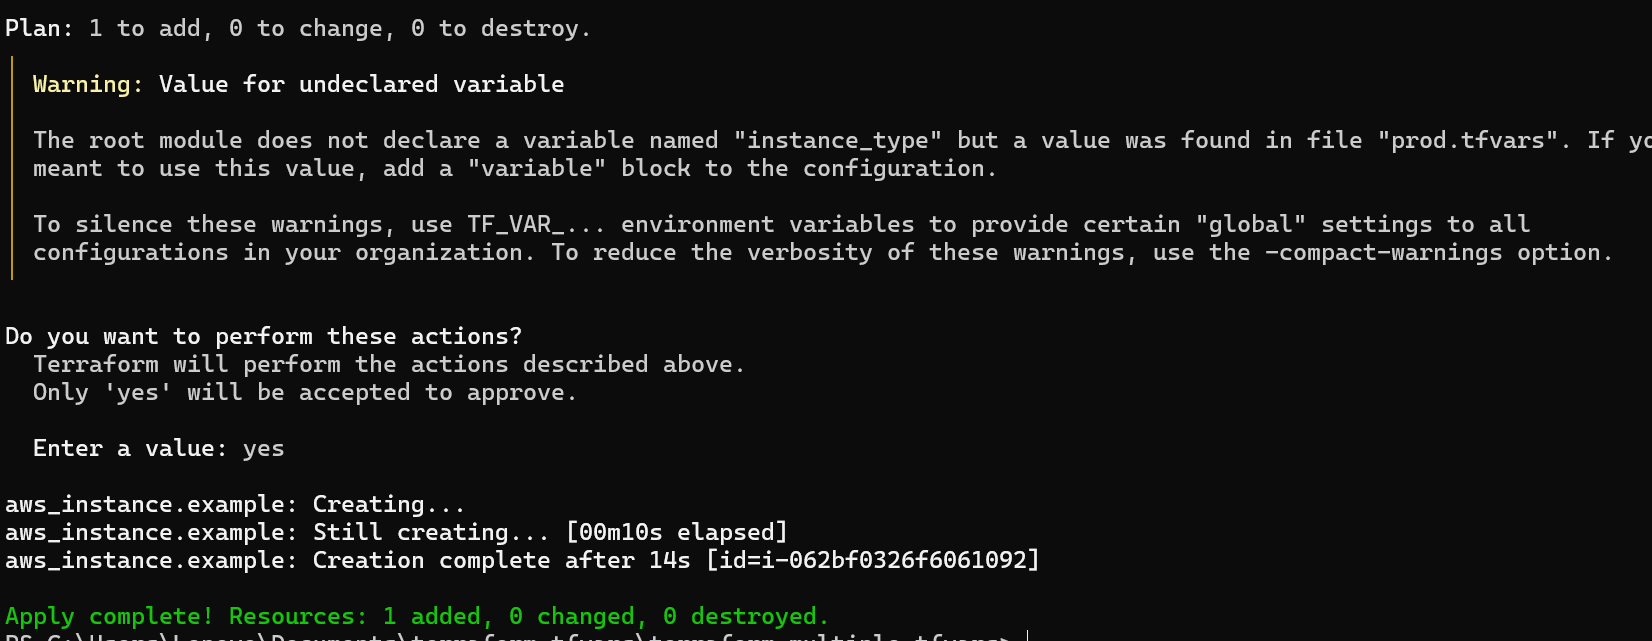 Plan: 1 to add, 0 to change, 0 to destroy.
Warning: Value for undeclared variable
The root module does not declare a variable named "instance_type" but a value was found in file "prod.tfvars". If
meant to use this value, add a "variable" block to the configuration.
To silence these warnings, use TF_VAR_... environment variables to provide certain "global" settings to all
configurations in your organization. To reduce the verbosity of these warnings, use the -compact-warnings option.
Do you want to perform these actions?
Terraform will perform the actions described above.
Only 'yes' will be accepted to approve.
Enter a value: yes
aws_instance.example: Creating...
aws_instance.example: Still creating... [00m10s elapsed]
aws_instance.example: Creation complete after 14s [id=i-062bf0326f6061092]
Apply complete! Resources: 1 added, 0 changed, 0 destroyed.